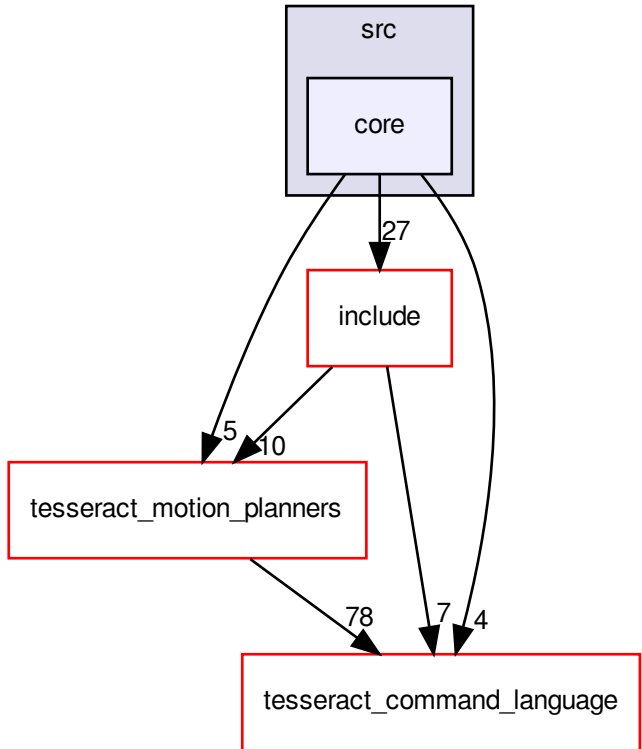 src
core
27
include
5
10
tesseract_motion_planners
78
7
4
tesseract_command_language